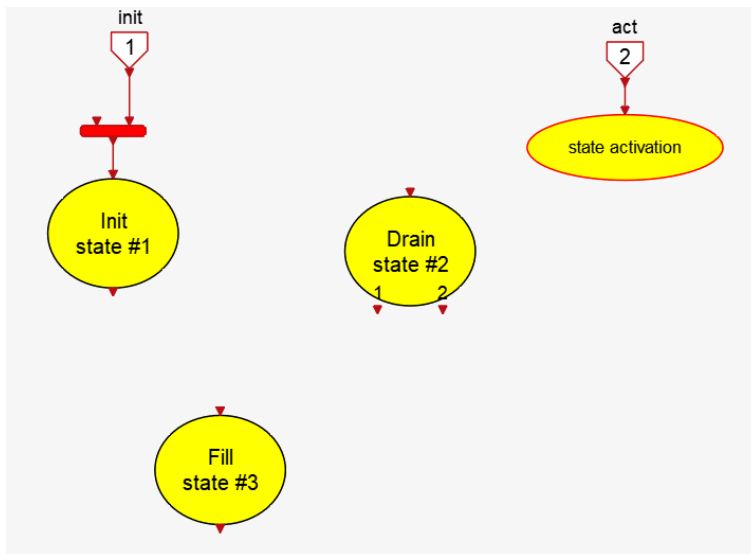 init
1
act
2
state activation
Init
state #1
Drain
state #2
1 2
Fill
state #3